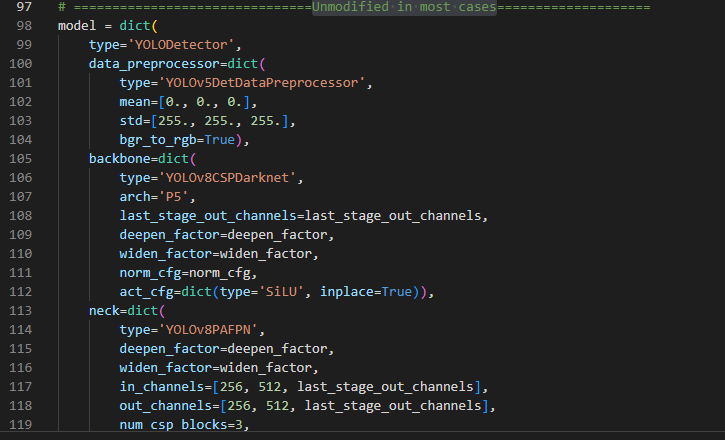 97 # ===============================Unmodified in most cases====================
98 model = dict(
99     type='YOLODetector',
100     data_preprocessor=dict(
101         type='YOLOv5DetDataPreprocessor',
102         mean=[0., 0., 0.],
103         std=[255., 255., 255.],
104         bgr_to_rgb=True),
105     backbone=dict(
106         type='YOLOv8CSPDarknet',
107         arch='P5',
108         last_stage_out_channels=last_stage_out_channels,
109         deepen_factor=deepen_factor,
110         widen_factor=widen_factor,
111         norm_cfg=norm_cfg,
112         act_cfg=dict(type='SiLU', inplace=True)),
113     neck=dict(
114         type='YOLOv8PAFPN',
115         deepen_factor=deepen_factor,
116         widen_factor=widen_factor,
117         in_channels=[256, 512, last_stage_out_channels],
118         out_channels=[256, 512, last_stage_out_channels],
119         num_csp_blocks=3,